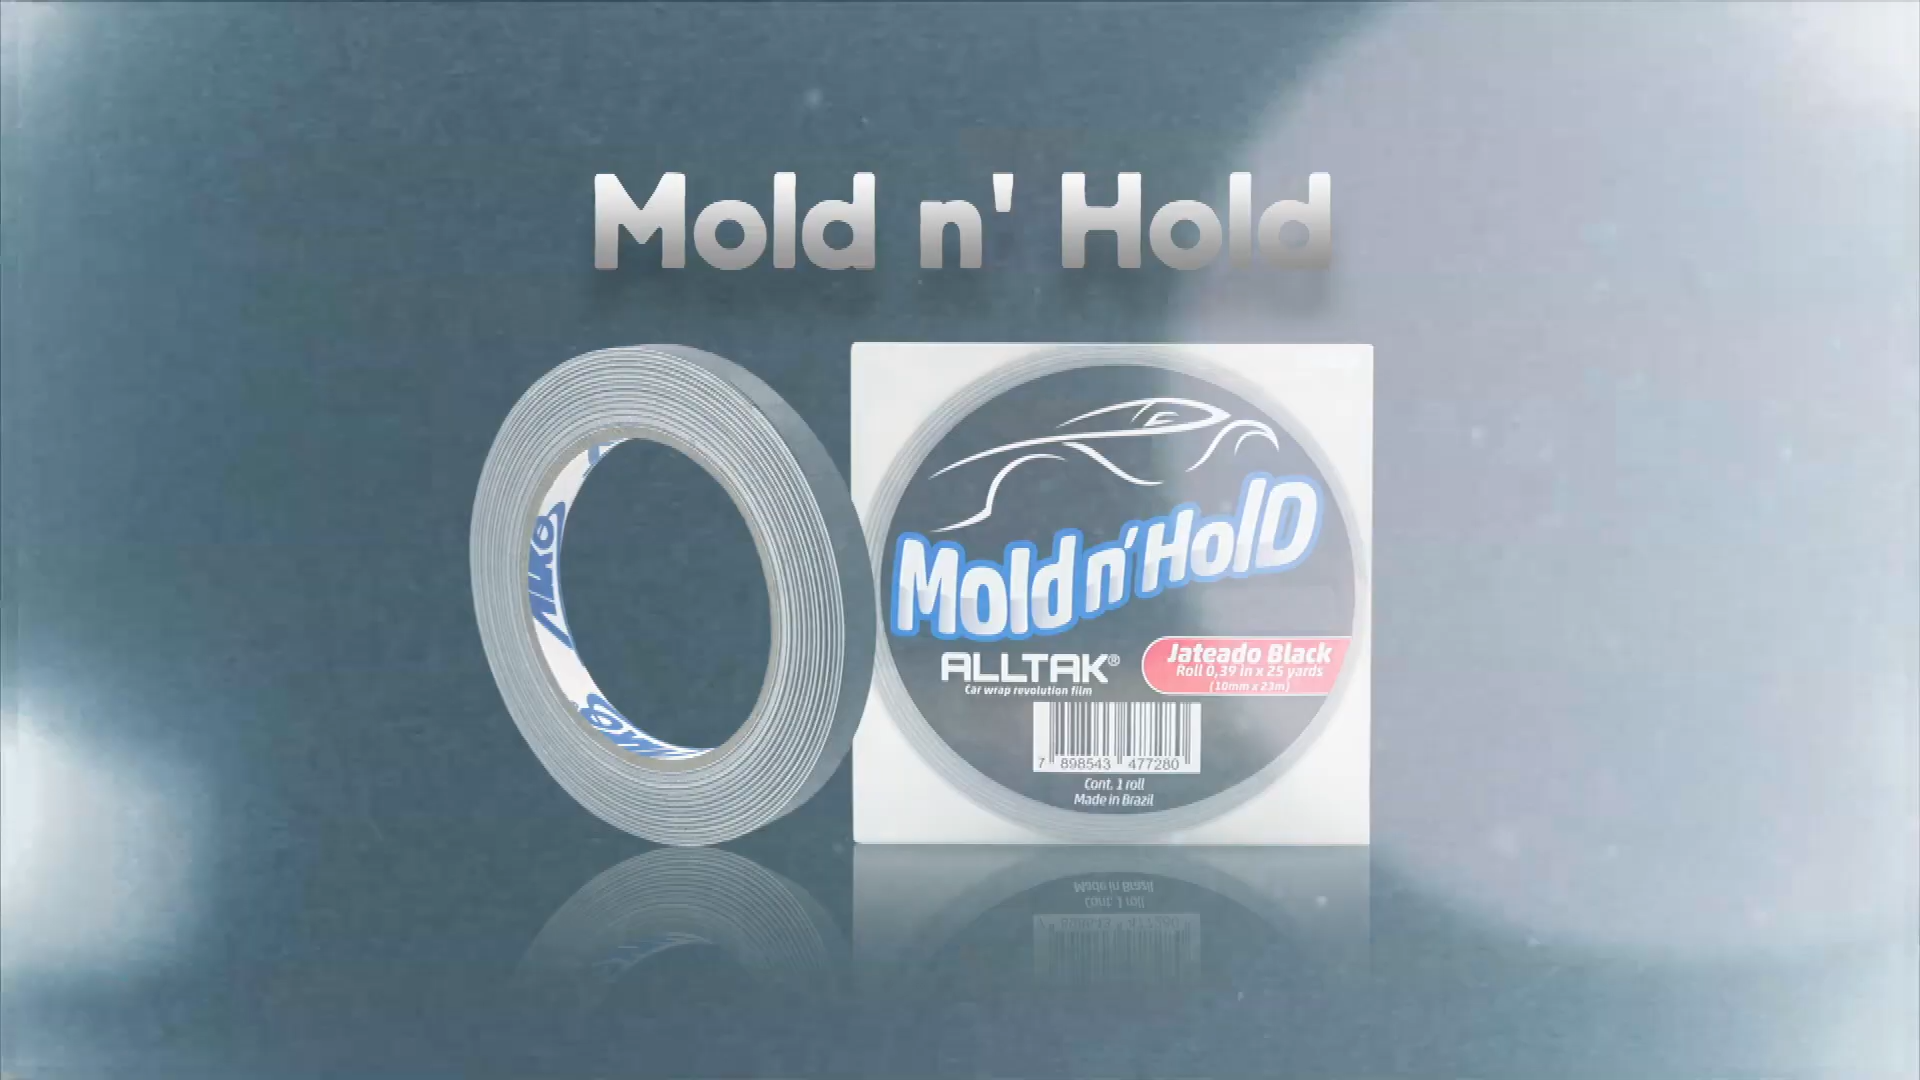 Mold n' Hold
Mold n' Hold
ALLTAK®
Car wrap revolution film
Jateado Black
Roll 0,39 in x 25 yards
(10mm x 23m)
7 898543 477280
Cont. 1 roll
Made in Brazil